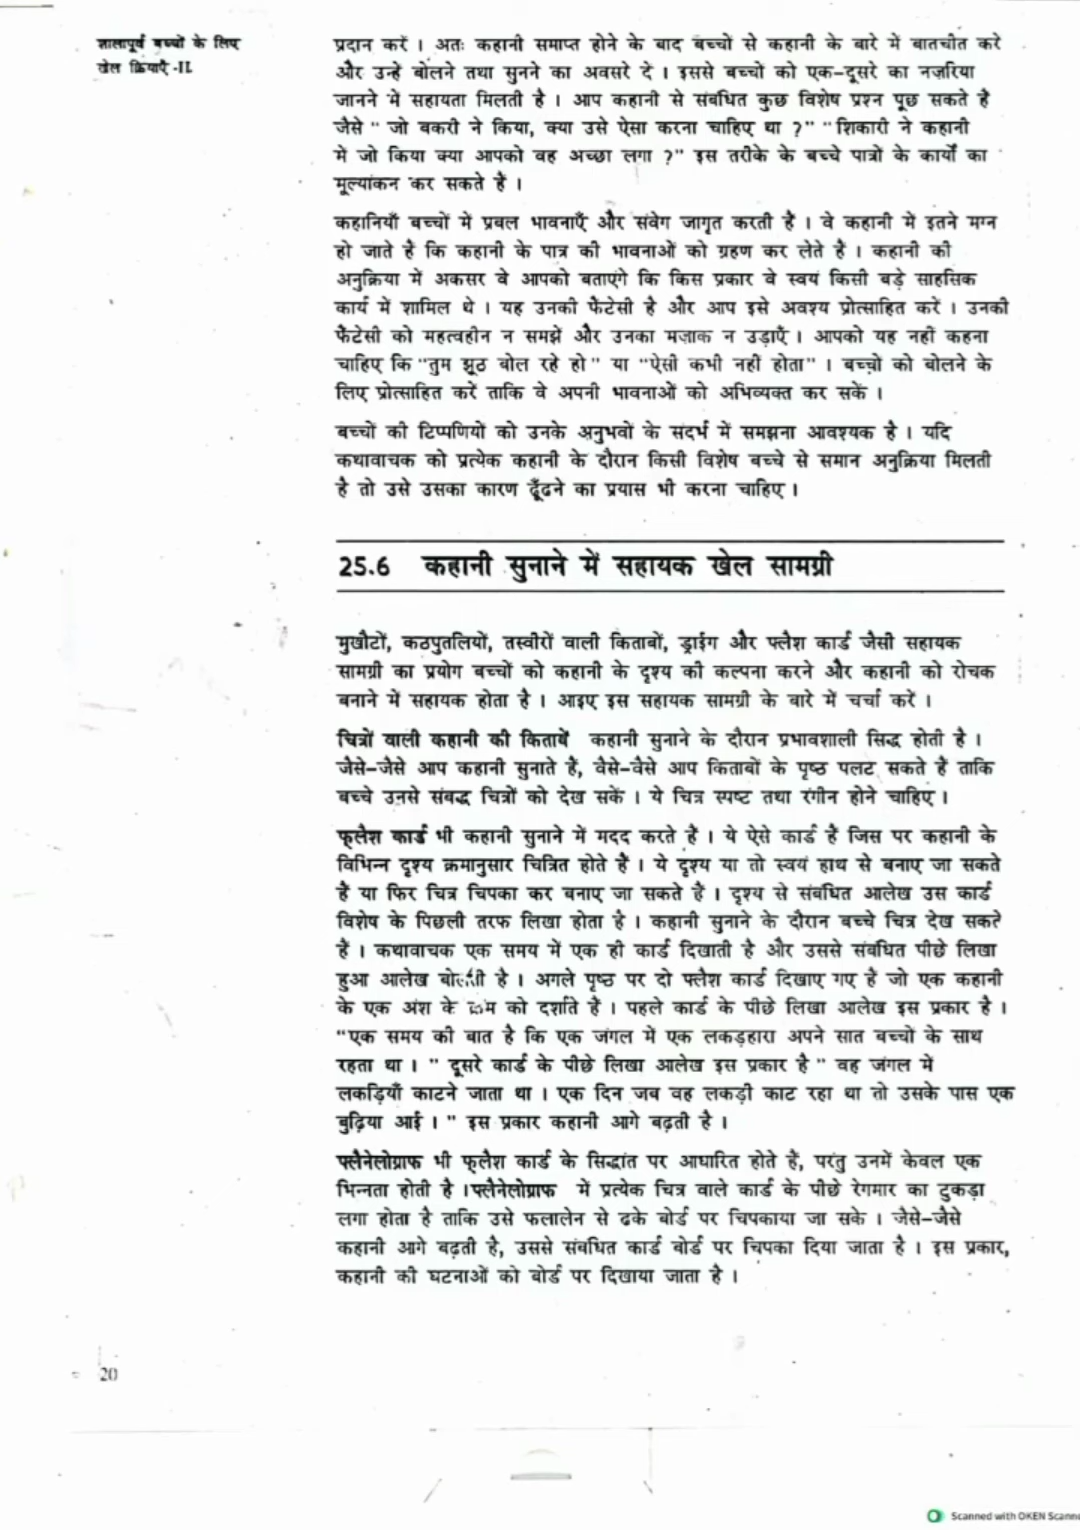 शालापूर्व बच्चों के लिए
खेल क्रियाएँ -II
प्रदान करें । अतः कहानी समाप्त होने के बाद बच्चों से कहानी के बारे में बातचीत करें
और उन्हें बोलने तथा सुनने का अवसर दें । इससे बच्चों को एक-दूसरे का नज़रिया
जानने में सहायता मिलती है । आप कहानी से संबंधित कुछ विशेष प्रश्न पूछ सकते हैं
जैसे " जो बकरी ने किया, क्या उसे ऐसा करना चाहिए था ?" " शिकारी ने कहानी
में जो किया क्या आपको वह अच्छा लगा ?" इस तरीके के बच्चे पात्रों के कार्यों का
मूल्यांकन कर सकते हैं ।
कहानियाँ बच्चों में प्रबल भावनाएँ और संवेग जागृत करती हैं । वे कहानी में इतने मग्न
हो जाते हैं कि कहानी के पात्र की भावनाओं को ग्रहण कर लेते हैं । कहानी की
अनुक्रिया में अकसर वे आपको बताएंगे कि किस प्रकार वे स्वयं किसी बड़े साहसिक
कार्य में शामिल थे । यह उनकी फैंटेसी है और आप इसे अवश्य प्रोत्साहित करें । उनकी
फैंटेसी को महत्वहीन न समझें और उनका मज़ाक न उड़ाएँ । आपको यह नहीं कहना
चाहिए कि "तुम झूठ बोल रहे हो" या "ऐसी कभी नहीं होता" । बच्चों को बोलने के
लिए प्रोत्साहित करें ताकि वे अपनी भावनाओं को अभिव्यक्त कर सकें ।
बच्चों की टिप्पणियों को उनके अनुभवों के संदर्भ में समझना आवश्यक है । यदि
कथावाचक को प्रत्येक कहानी के दौरान किसी विशेष बच्चे से समान अनुक्रिया मिलती
है तो उसे उसका कारण ढूँढने का प्रयास भी करना चाहिए ।
25.6 कहानी सुनाने में सहायक खेल सामग्री
मुखौटों, कठपुतलियों, तस्वीरों वाली किताबों, ड्राईंग और फ्लैश कार्ड जैसी सहायक
सामग्री का प्रयोग बच्चों को कहानी के दृश्य की कल्पना करने और कहानी को रोचक
बनाने में सहायक होता है । आइए इस सहायक सामग्री के बारे में चर्चा करें ।
चित्रों वाली कहानी की किताबें कहानी सुनाने के दौरान प्रभावशाली सिद्ध होती है ।
जैसे-जैसे आप कहानी सुनाते हैं, वैसे-वैसे आप किताबों के पृष्ठ पलट सकते हैं ताकि
बच्चे उनसे संबद्ध चित्रों को देख सकें । ये चित्र स्पष्ट तथा रंगीन होने चाहिए ।
फ्लैश कार्ड भी कहानी सुनाने में मदद करते हैं । ये ऐसे कार्ड हैं जिस पर कहानी के
विभिन्न दृश्य क्रमानुसार चित्रित होते हैं । ये दृश्य या तो स्वयं हाथ से बनाए जा सकते
हैं या फिर चित्र चिपका कर बनाए जा सकते हैं । दृश्य से संबंधित आलेख उस कार्ड
विशेष के पिछली तरफ लिखा होता है । कहानी सुनाने के दौरान बच्चे चित्र देख सकते
हैं । कथावाचक एक समय में एक ही कार्ड दिखाती है और उससे संबंधित पीछे लिखा
हुआ आलेख बोलती है । अगले पृष्ठ पर दो फ्लैश कार्ड दिखाए गए हैं जो एक कहानी
के एक अंश के क्रम को दर्शाते हैं । पहले कार्ड के पीछे लिखा आलेख इस प्रकार है ।
"एक समय की बात है कि एक जंगल में एक लकड़हारा अपने सात बच्चों के साथ
रहता था । " दूसरे कार्ड के पीछे लिखा आलेख इस प्रकार है " वह जंगल में
लकड़ियाँ काटने जाता था । एक दिन जब वह लकड़ी काट रहा था तो उसके पास एक
बुढ़िया आई । " इस प्रकार कहानी आगे बढ़ती है ।
फ्लैनेलोग्राफ भी फ्लैश कार्ड के सिद्धांत पर आधारित होते हैं, परंतु उनमें केवल एक
भिन्नता होती है ।फ्लैनेलोग्राफ में प्रत्येक चित्र वाले कार्ड के पीछे रेगमार का टुकड़ा
लगा होता है ताकि उसे फलालेन से ढके बोर्ड पर चिपकाया जा सके । जैसे-जैसे
कहानी आगे बढ़ती है, उससे संबंधित कार्ड बोर्ड पर चिपका दिया जाता है । इस प्रकार,
कहानी की घटनाओं को बोर्ड पर दिखाया जाता है ।
20
Scanned with OKEN Scanne